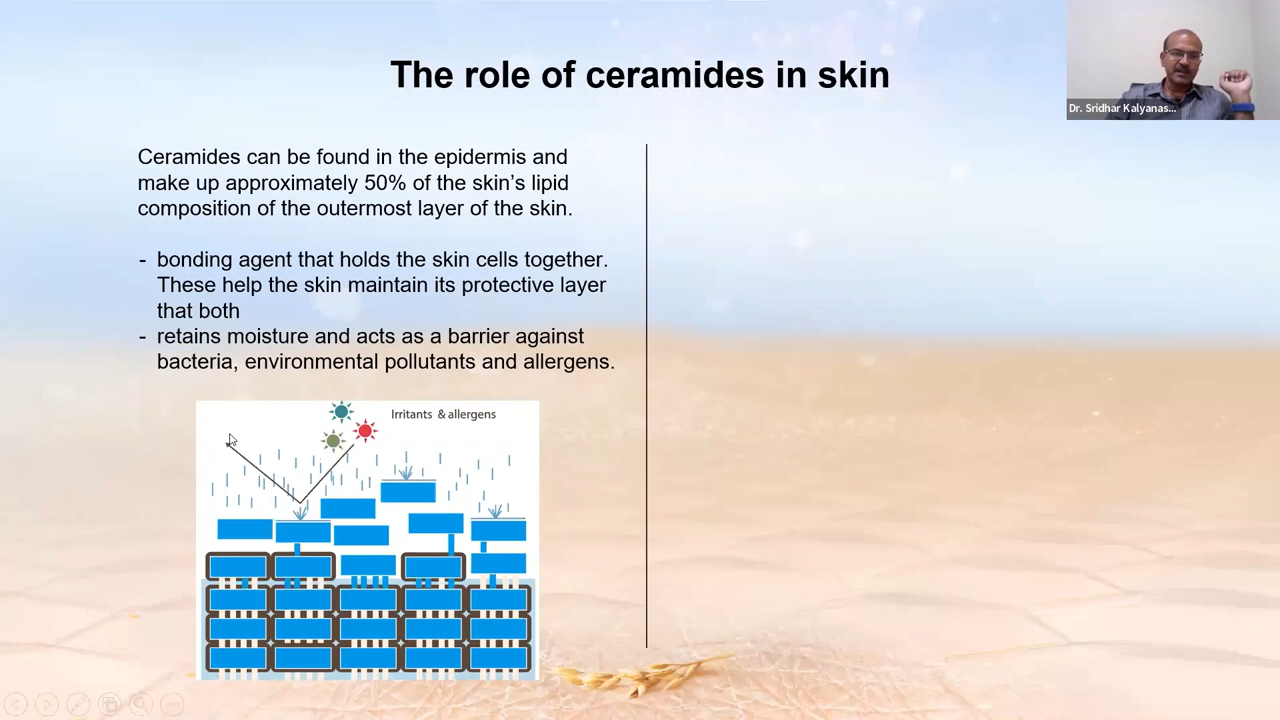 The role of ceramides in skin
Dr. Sridhar Kalyanas...
Ceramides can be found in the epidermis and
make up approximately 50% of the skin's lipid
composition of the outermost layer of the skin.
- bonding agent that holds the skin cells together.
These help the skin maintain its protective layer
that both
- retains moisture and acts as a barrier against
bacteria, environmental pollutants and allergens.
Irritants & allergens